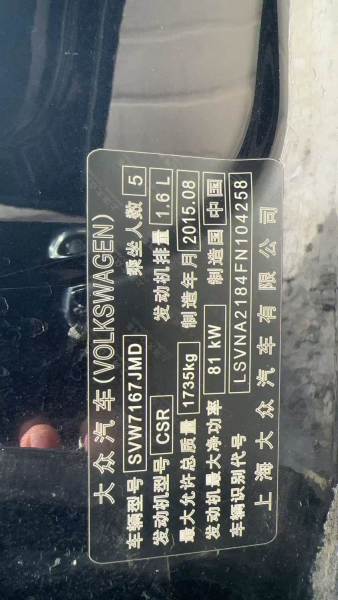 大众汽车(VOLKSWAGEN)
车辆型号 SVW7167JMD 乘坐人数 5
发动机型号 CSR 发动机排量 1.6 L
最大允许总质量 1735kg 制造年月 2015.08
发动机最大净功率 81 kW 制造国 中国
车辆识别代号 LSVNA2184FN104258
上海大众汽车有限公司